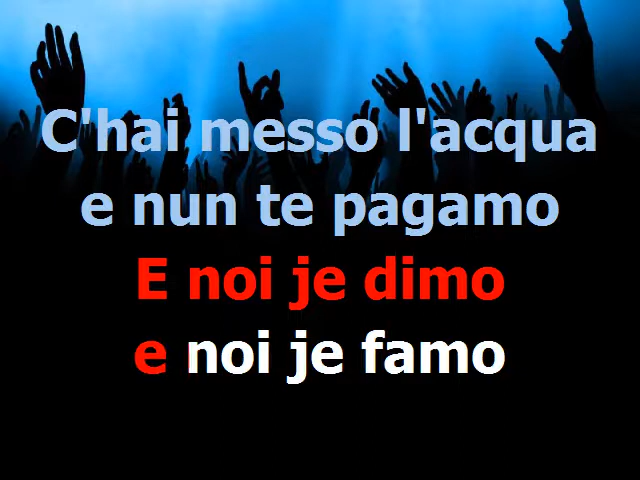 C'hai messo l'acqua
e nun te pagamo
E noi je dimo
e noi je famo